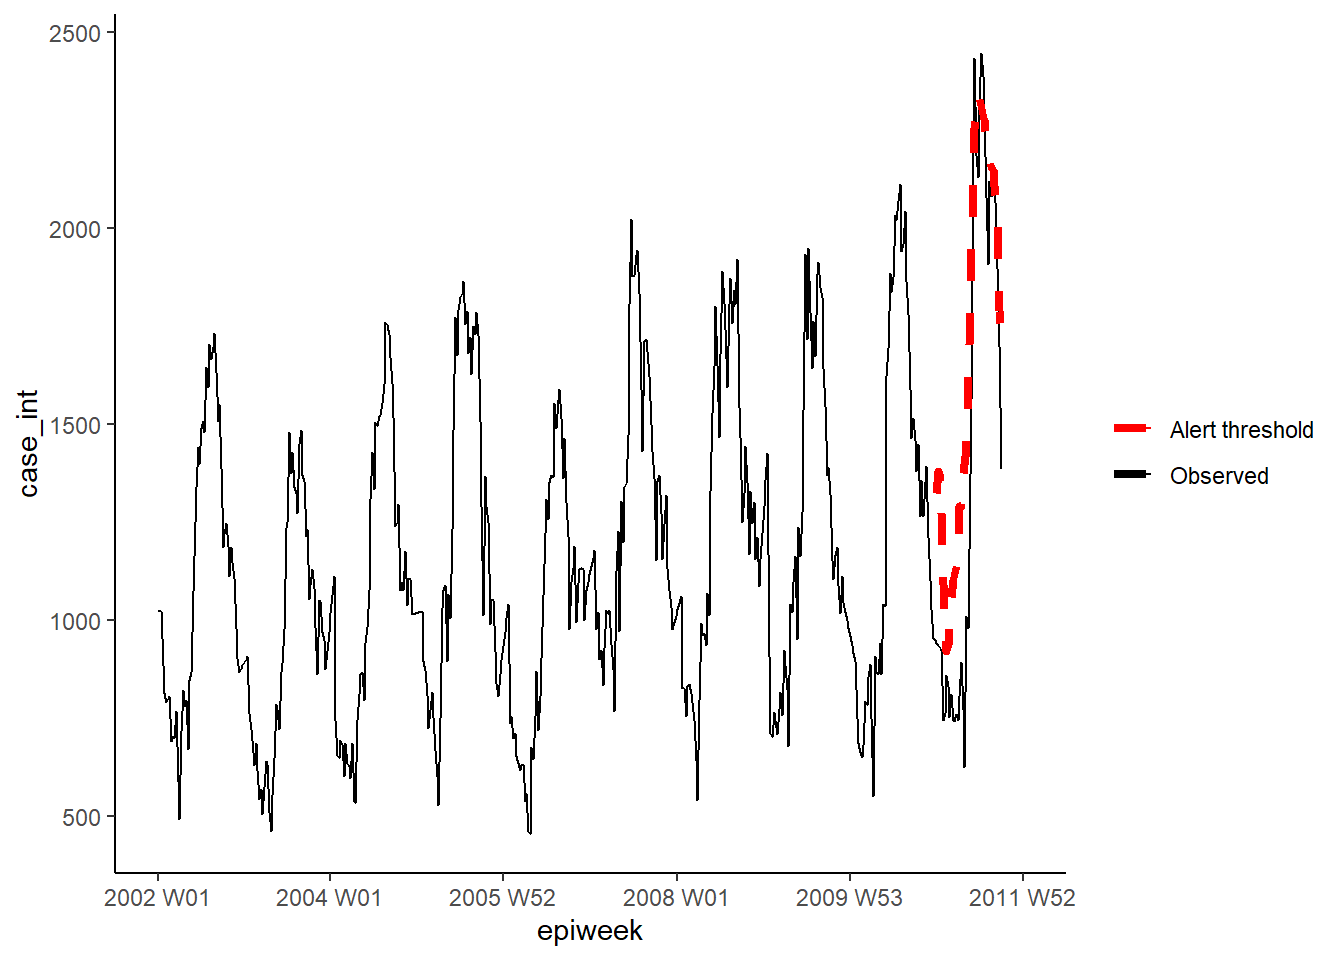 2500
2000
1500
1000
500
case_int
2002 W01
2004 W01
2005 W52
2008 W01
2009 W53
2011 W52
epiweek
Alert threshold
Observed